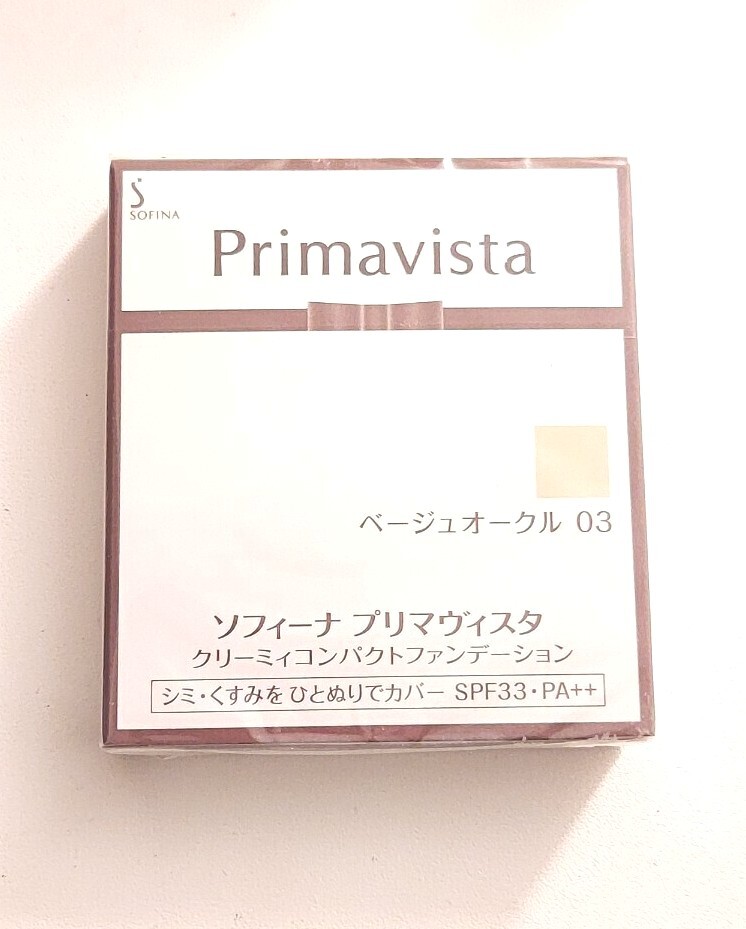 SOFINA
Primavista
ベージュオークル 03
ソフィーナ プリマヴィスタ
クリーミィコンパクトファンデーション
シミ・くすみを ひとぬりでカバー SPF33・PA++